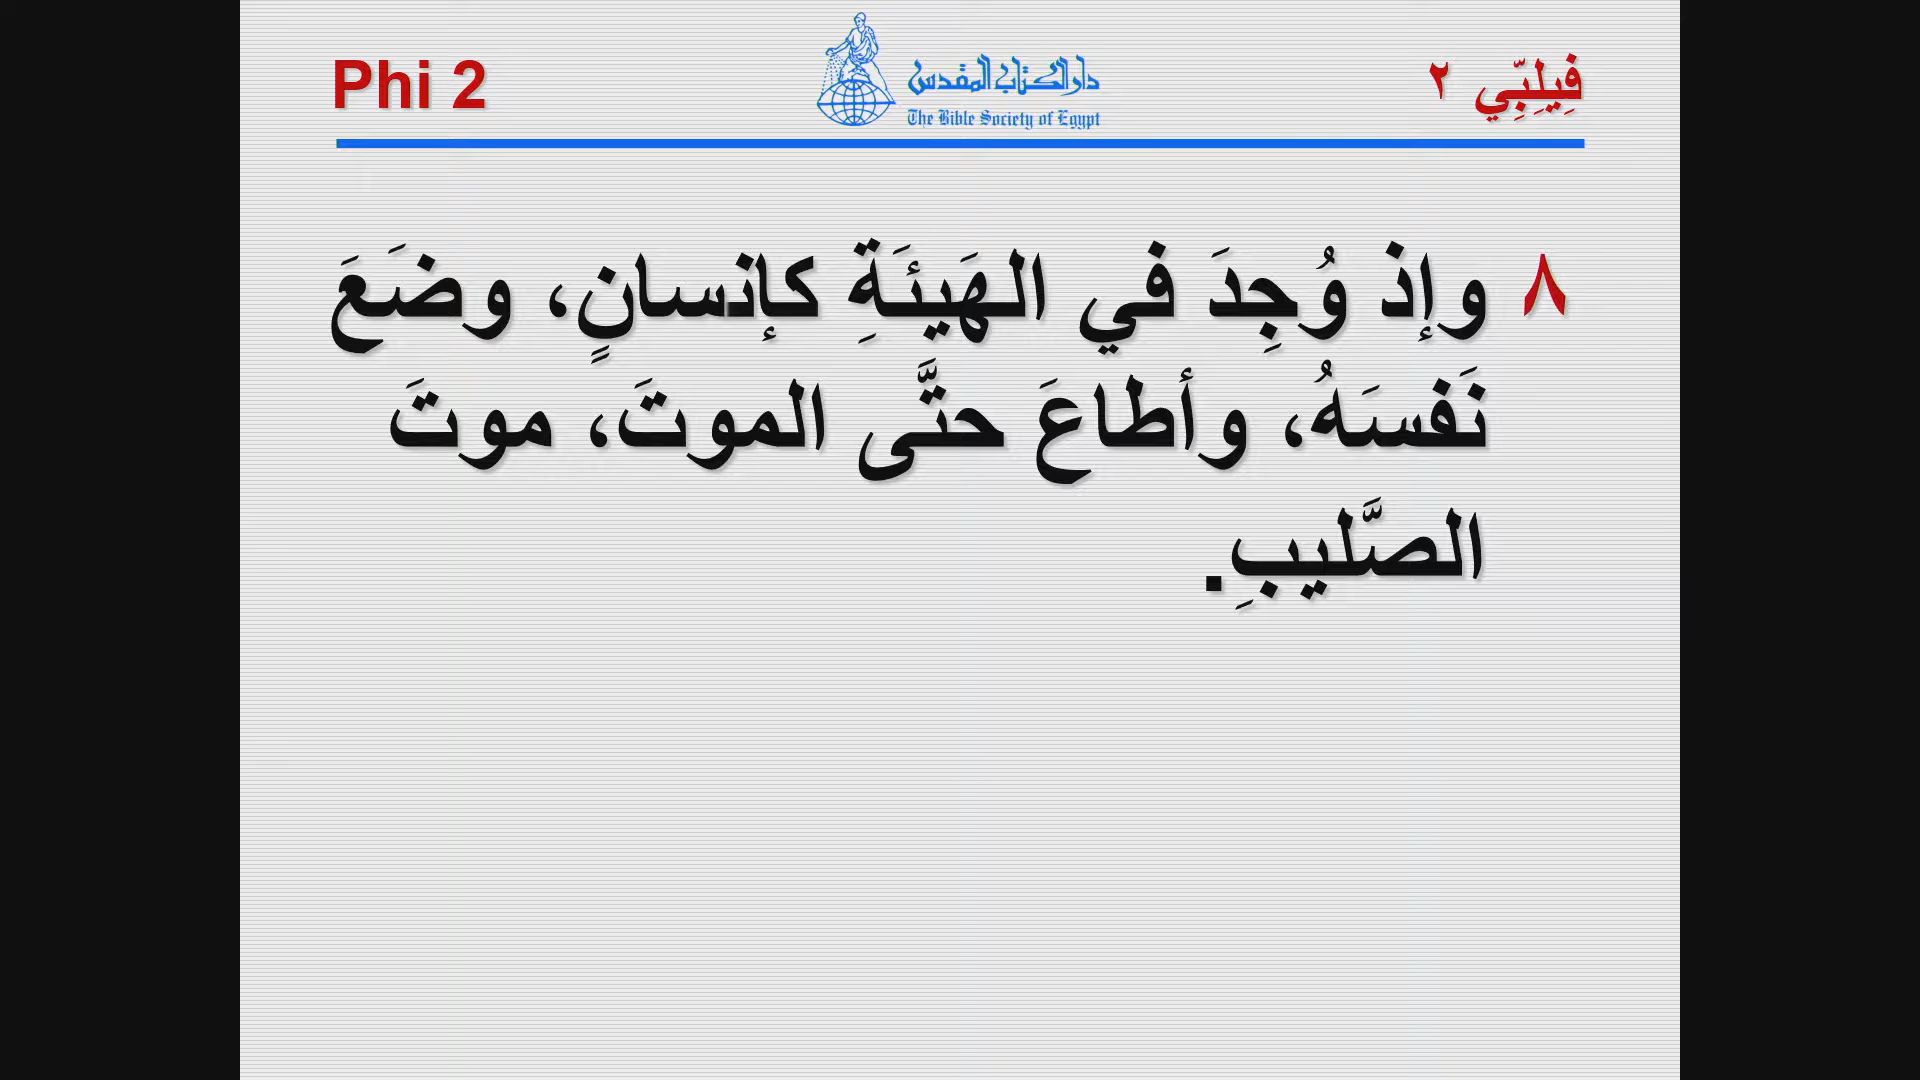 Phi 2
دار الكتاب المقدس
The Bible Society of Egypt
فِيلِبِّي ٢
٨ وإذ وُجِدَ في الهَيئَةِ كإنسانٍ، وضَعَ
نَفسَهُ، وأطاعَ حتَّى الموتَ، موتَ
الصَّليبِ.